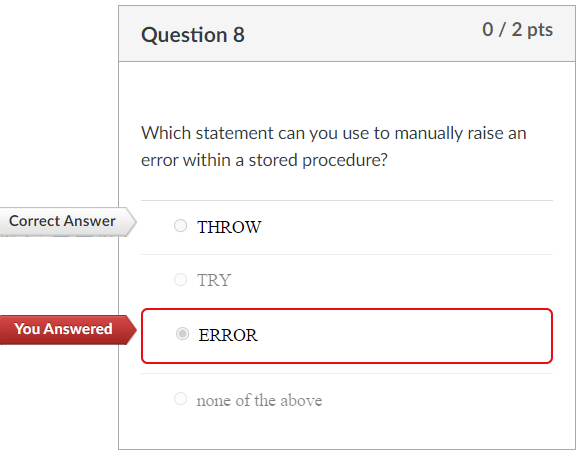 Question 8
0 / 2 pts
Which statement can you use to manually raise an
error within a stored procedure?
Correct Answer
THROW
TRY
You Answered
ERROR
none of the above